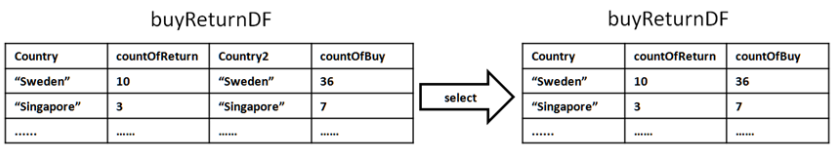 buyReturnDF
Country countOfReturn Country2 countOfBuy
“Sweden” 10 “Sweden” 36
“Singapore” 3 “Singapore” 7
...... ...... ...... ......
select
buyReturnDF
Country countOfReturn countOfBuy
“Sweden” 10 36
“Singapore” 3 7
...... ...... ......